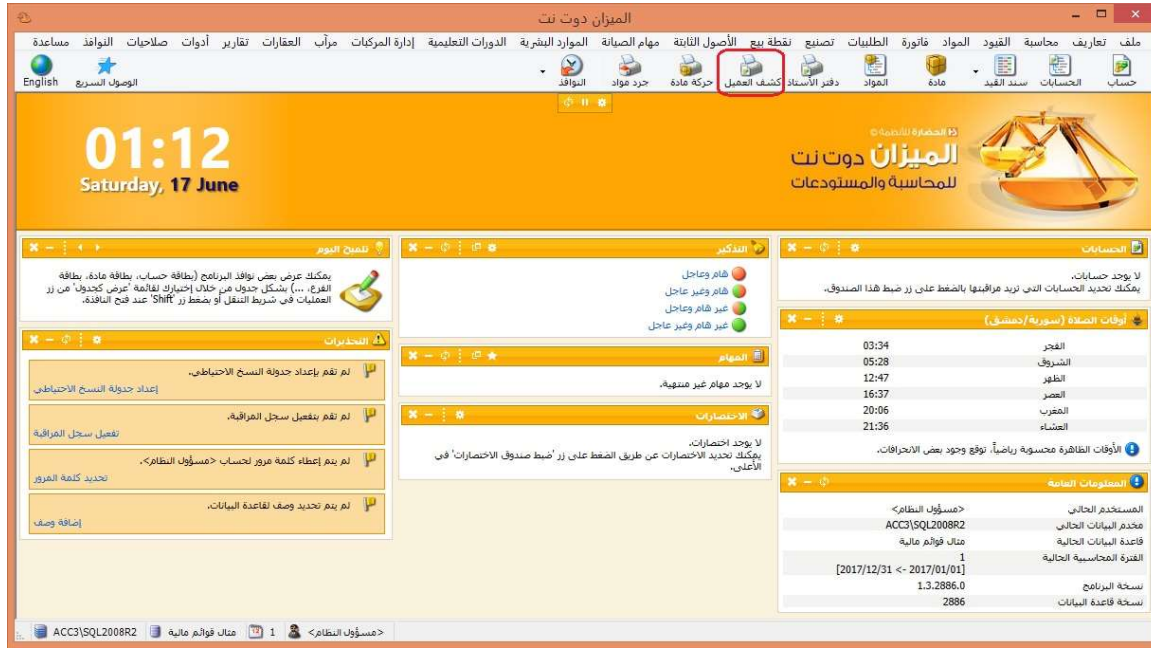 الميزان دوت نت
ملف تعاريف محاسبة القيود المواد فاتورة الطلبيات تصنيع نقطة بيع الأصول الثابتة مهام الصيانة الموارد البشرية الدورات التعليمية إدارة المركبات مرآب العقارات تقارير أدوات صلاحيات النوافذ مساعدة
حساب الحسابات سند القيد مادة المواد دفتر الأستاذ كشف العميل حركة مادة جرد مواد النوافذ الوصول السريع English
الحضارة للأنظمة ©
الميزان دوت نت
للمحاسبة والمستودعات
01:12
Saturday, 17 June
الحسابات
لا يوجد حسابات.
يمكنك تحديد الحسابات التي تريد مراقبتها بالضغط على زر ضبط هذا الصندوق.
أوقات الصلاة (سورية/دمشق)
الفجر 03:34
الشروق 05:28
الظهر 12:47
العصر 16:37
المغرب 20:06
العشاء 21:36
الأوقات الظاهرة محسوبة رياضياً، توقع وجود بعض الانحرافات.
المعلومات العامة
المستخدم الحالي <مسؤول النظام>
مخدم البيانات الحالي ACC3\SQL2008R2
قاعدة البيانات الحالية مثال قوائم مالية
الفترة المحاسبية الحالية 1
[2017/12/31 <- 2017/01/01]
نسخة البرنامج 1.3.2886.0
نسخة قاعدة البيانات 2886
التذكير
هام وعاجل
هام وغير عاجل
غير هام وعاجل
غير هام وغير عاجل
المهام
لا يوجد مهام غير منتهية.
الاختصارات
لا يوجد اختصارات.
يمكنك تحديد الاختصارات عن طريق الضغط على زر 'ضبط صندوق الاختصارات' في
الأعلى.
تلميح اليوم
يمكنك عرض بعض نوافذ البرنامج (بطاقة حساب، بطاقة مادة، بطاقة
الفرع، ...) بشكل جدول من خلال إختيارك لقائمة 'عرض كجدول' من زر
العمليات في شريط التنقل أو بضغط زر 'Shift' عند فتح النافذة.
التحذيرات
لم تقم بإعداد جدولة النسخ الاحتياطي.
إعداد جدولة النسخ الاحتياطي
لم تقم بتفعيل سجل المراقبة.
تفعيل سجل المراقبة
لم يتم إعطاء كلمة مرور لحساب <مسؤول النظام>.
تحديد كلمة المرور
لم يتم تحديد وصف لقاعدة البيانات.
إضافة وصف
<مسؤول النظام> 1 مثال قوائم مالية ACC3\SQL2008R2